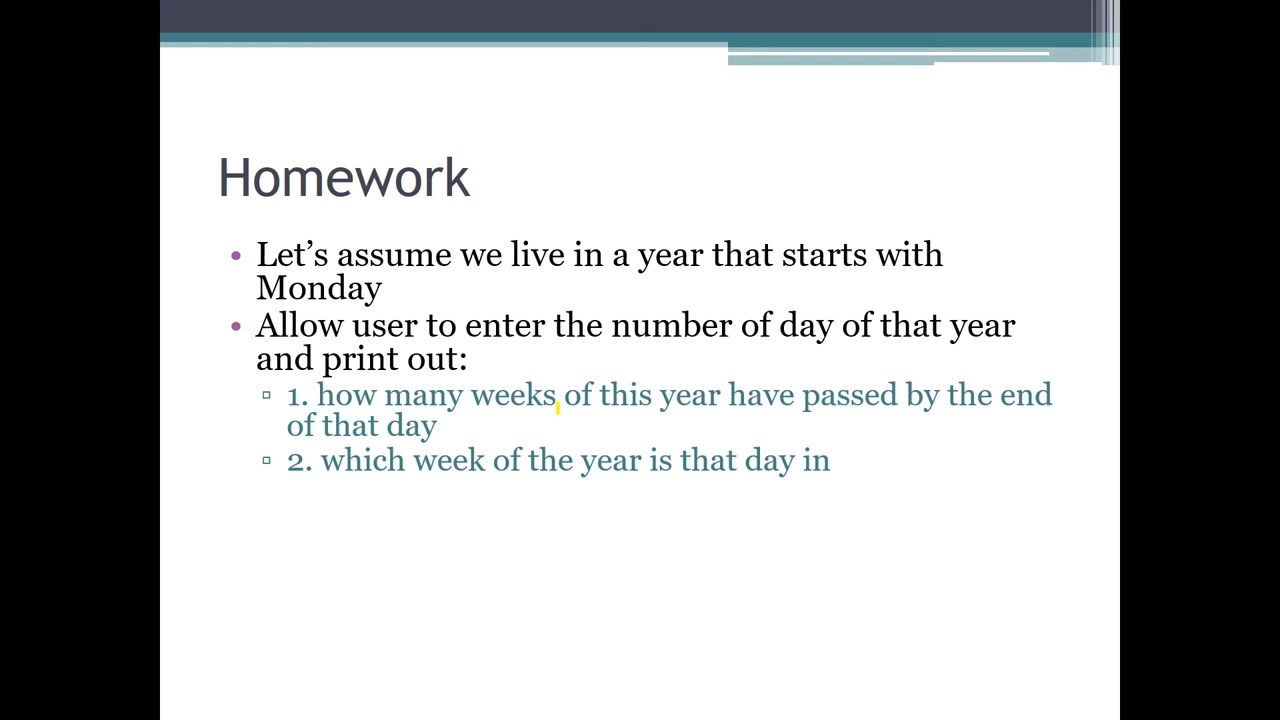 Homework
• Let’s assume we live in a year that starts with
Monday
• Allow user to enter the number of day of that year
and print out:
▫ 1. how many weeks of this year have passed by the end
of that day
▫ 2. which week of the year is that day in